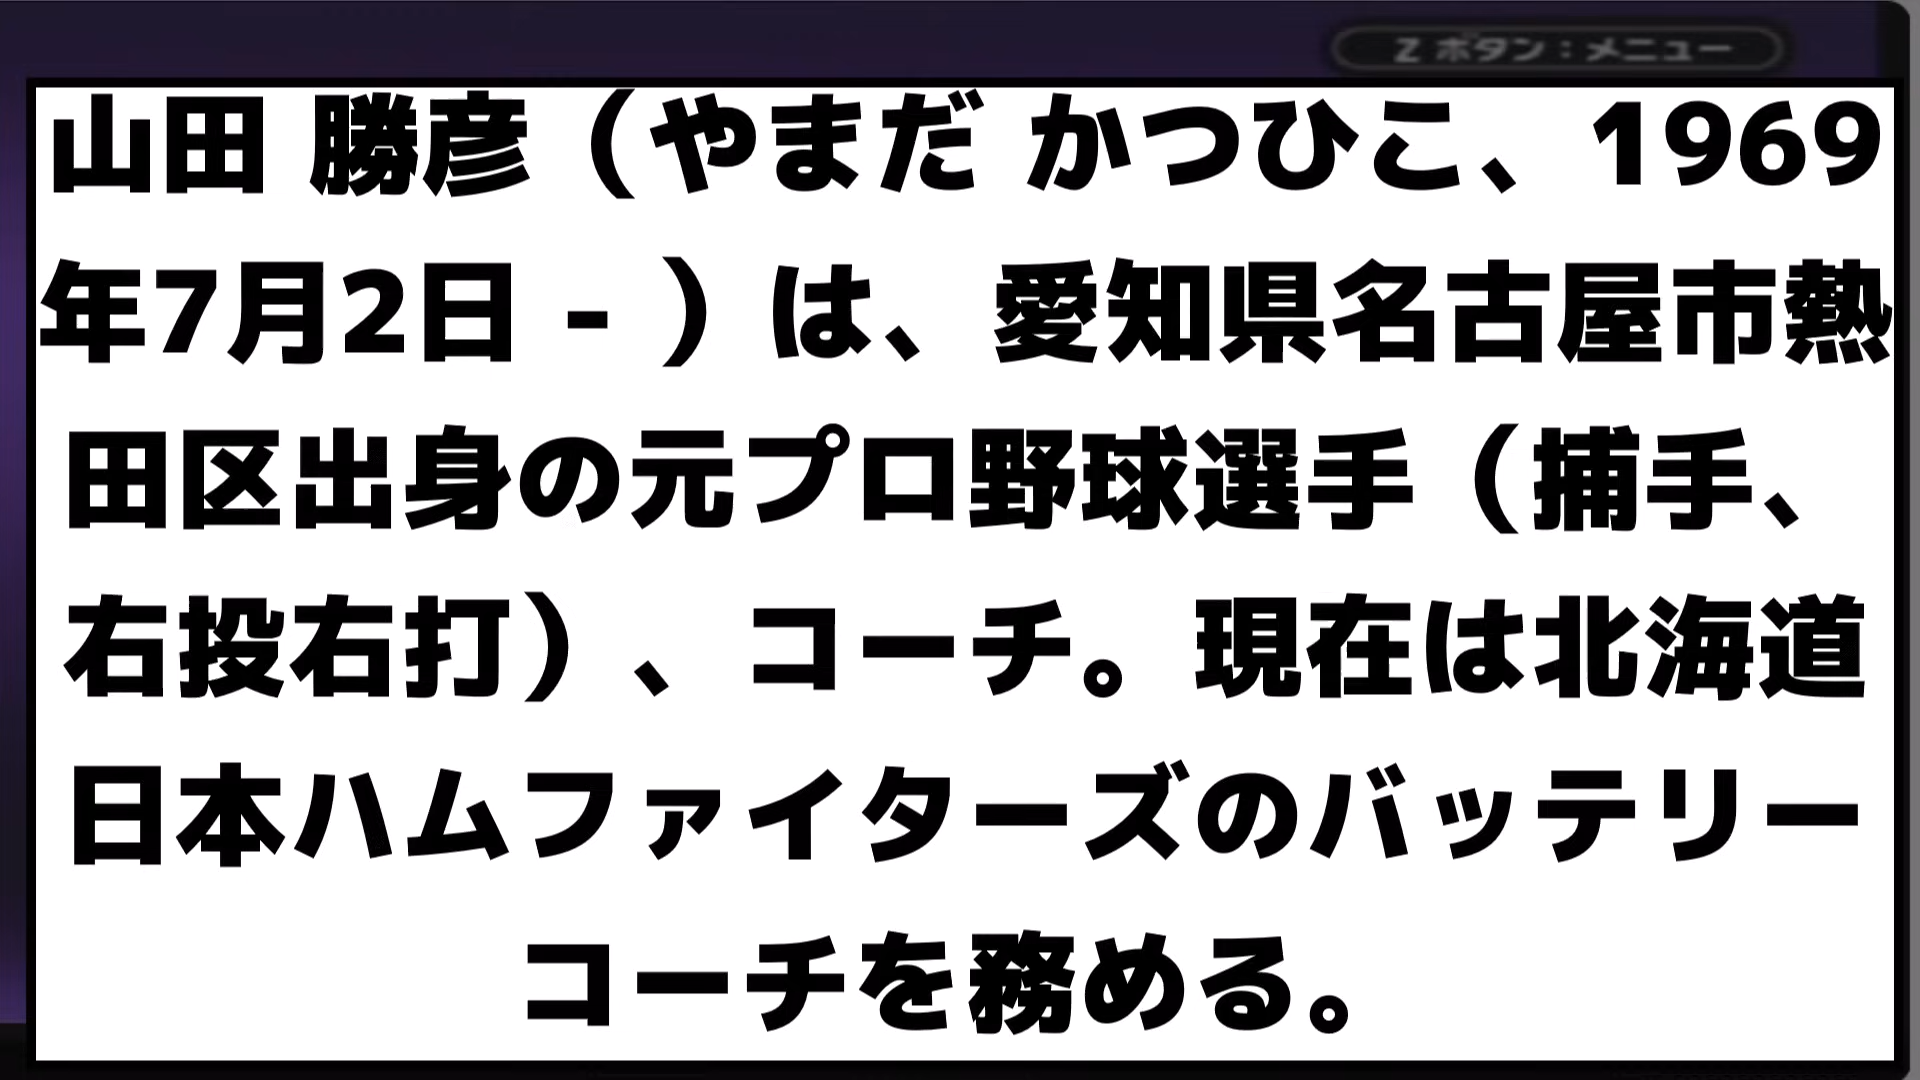 Z ボタン：メニュー
山田 勝彦（やまだ かつひこ、1969
年7月2日 - ）は、愛知県名古屋市熱
田区出身の元プロ野球選手（捕手、
右投右打）、コーチ。現在は北海道
日本ハムファイターズのバッテリー
コーチを務める。